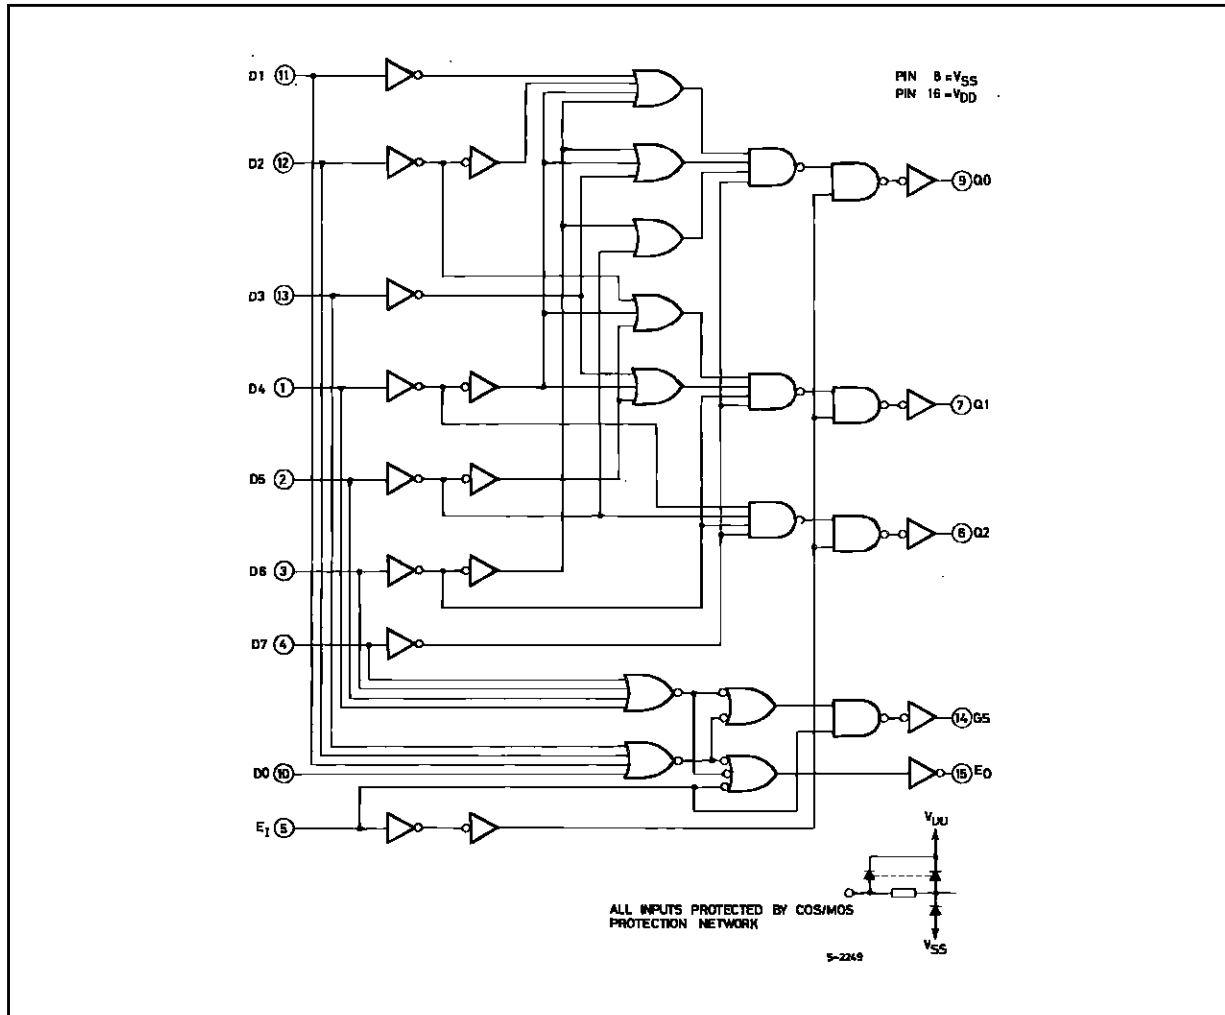 D1 11
PIN 8 = VSS
PIN 16 = VDD
D2 12
9 Q0
D3 13
D4 1
7 Q1
D5 2
6 Q2
D6 3
D7 4
14 GS
D0 10
15 EO
EI 5
VDD
ALL INPUTS PROTECTED BY COS/MOS
PROTECTION NETWORK
VSS
S-2249